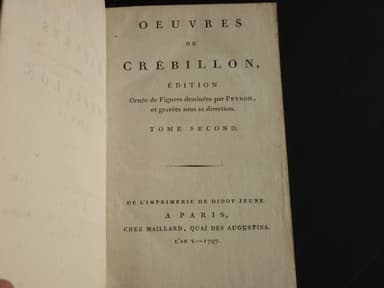 OEUVRES
DE
CRÉBILLON,
ÉDITION
Ornée de Figures dessinées par PEYRON,
et gravées sous sa direction.
TOME SECOND.
DE L'IMPRIMERIE DE DIDOT JEUNE
A PARIS,
CHEZ MAILLARD, QUAI DES AUGUSTINS.
L'AN V.—1797.